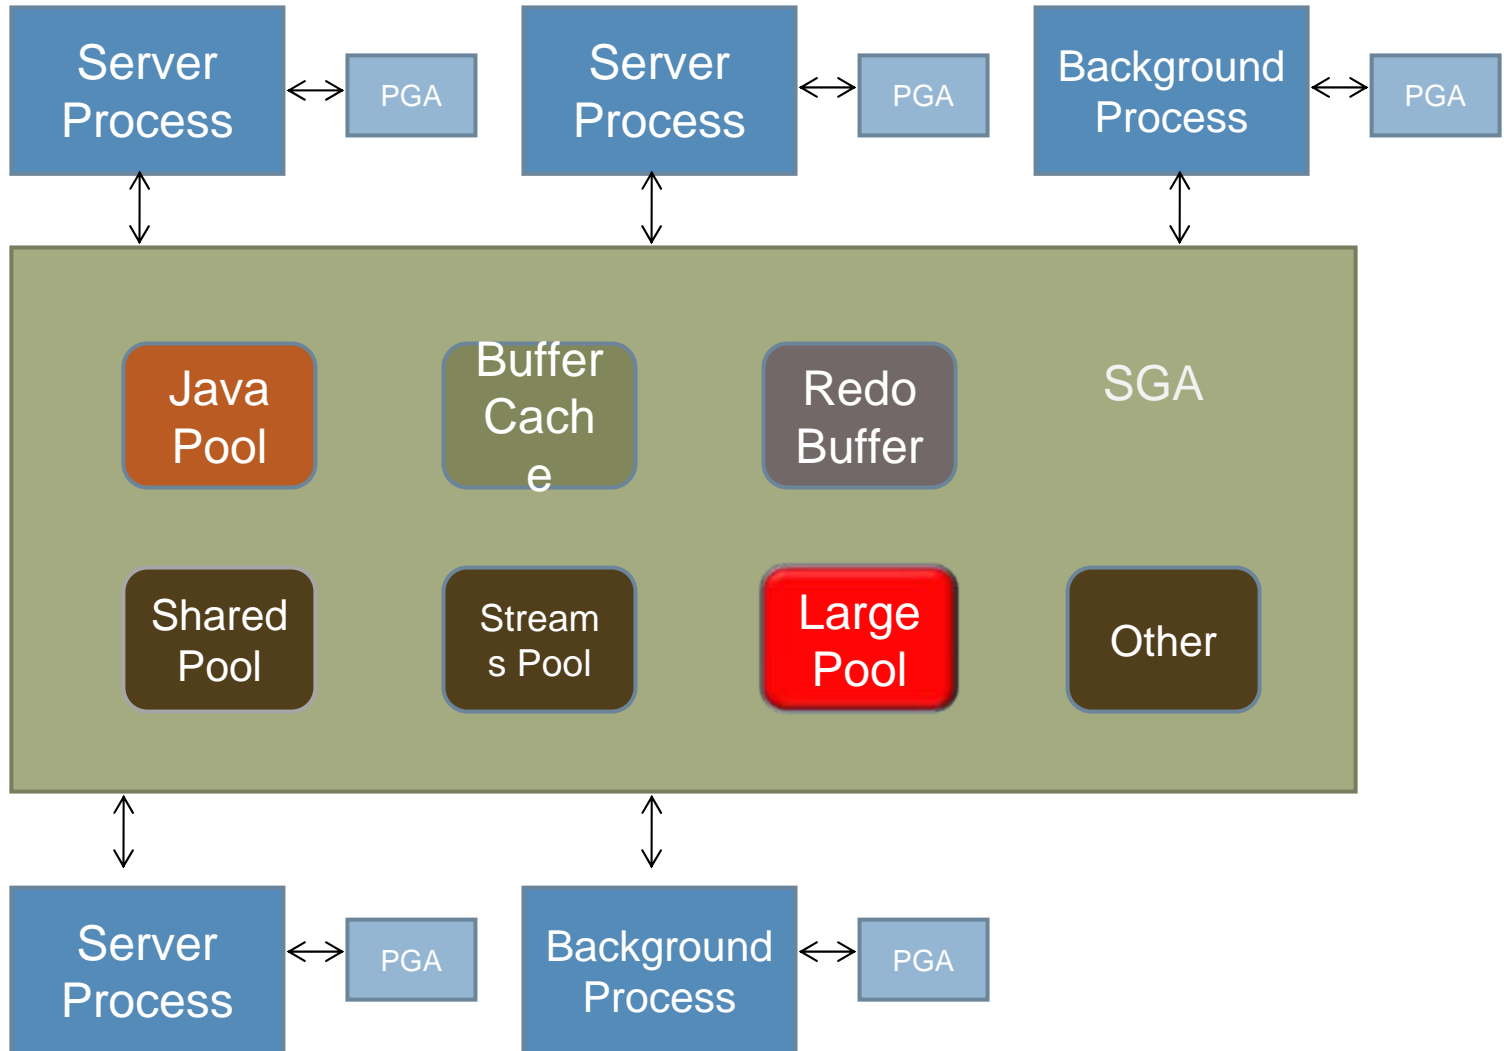 Server
Process
PGA
Server
Process
PGA
Background
Process
PGA
Java
Pool
Buffer
Cach
e
Redo
Buffer
SGA
Shared
Pool
Stream
s Pool
Large
Pool
Other
Server
Process
PGA
Background
Process
PGA